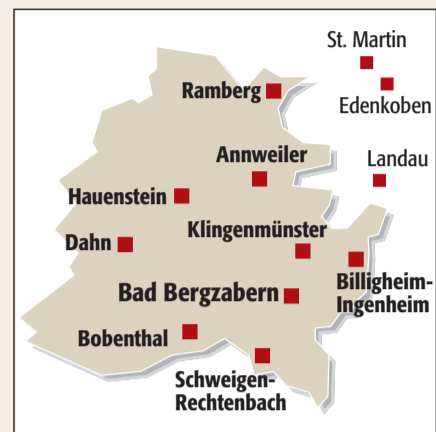 St. Martin
Ramberg
Edenkoben
Annweiler
Landau
Hauenstein
Klingenmünster
Dahn
Billigheim-
Ingenheim
Bad Bergzabern
Bobenthal
Schweigen-
Rechtenbach